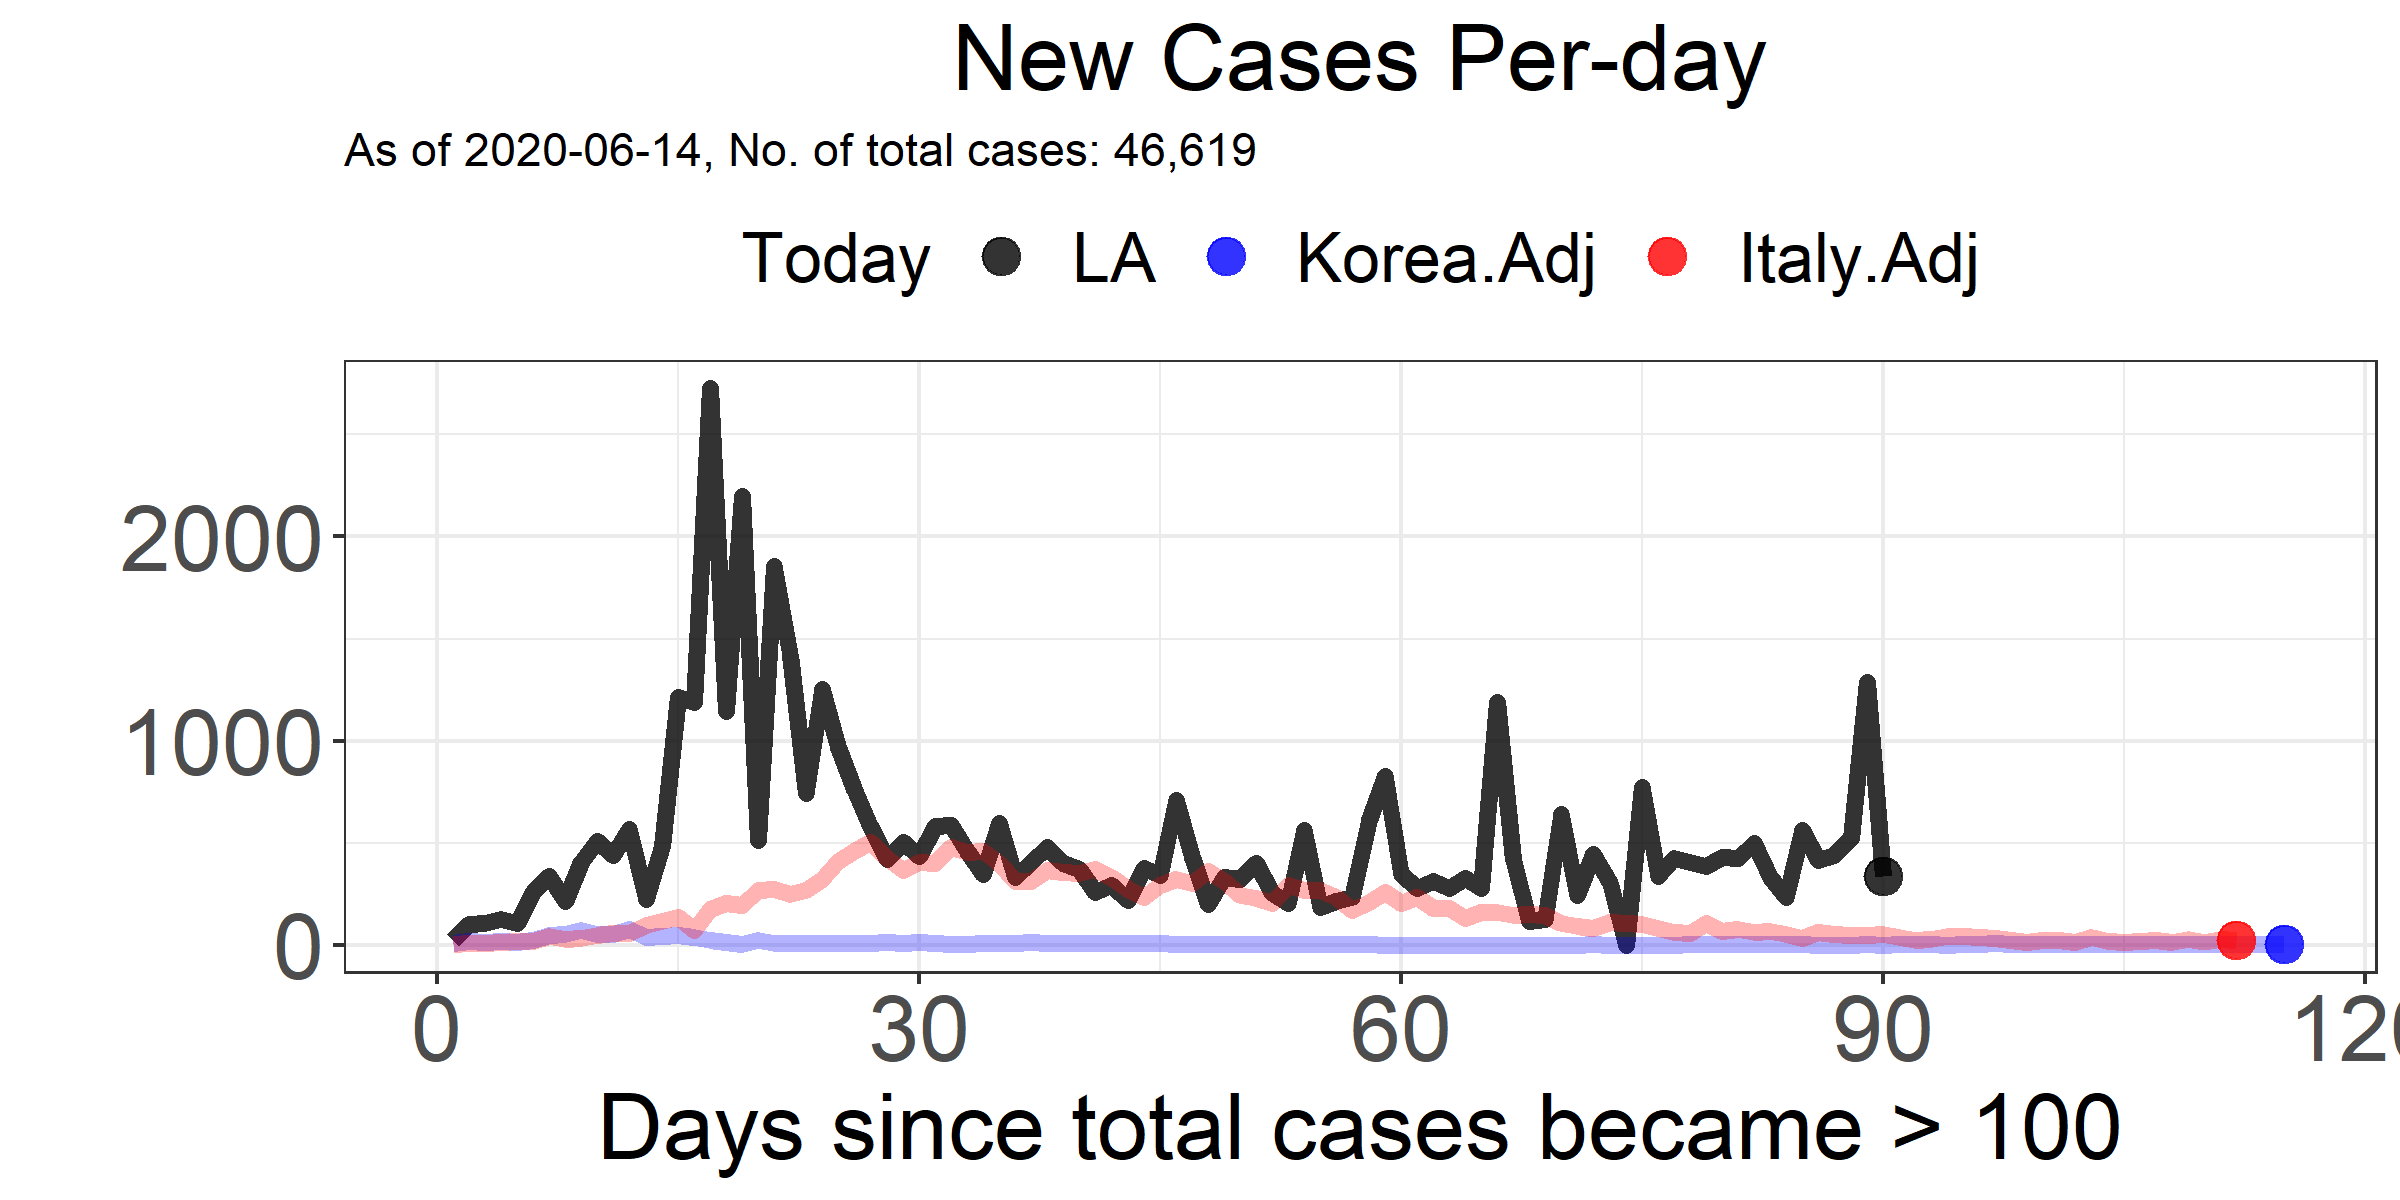 New Cases Per-day
As of 2020-06-14, No. of total cases: 46,619
Today LA Korea.Adj Italy.Adj
2000
1000
0
0 30 60 90 120
Days since total cases became > 100